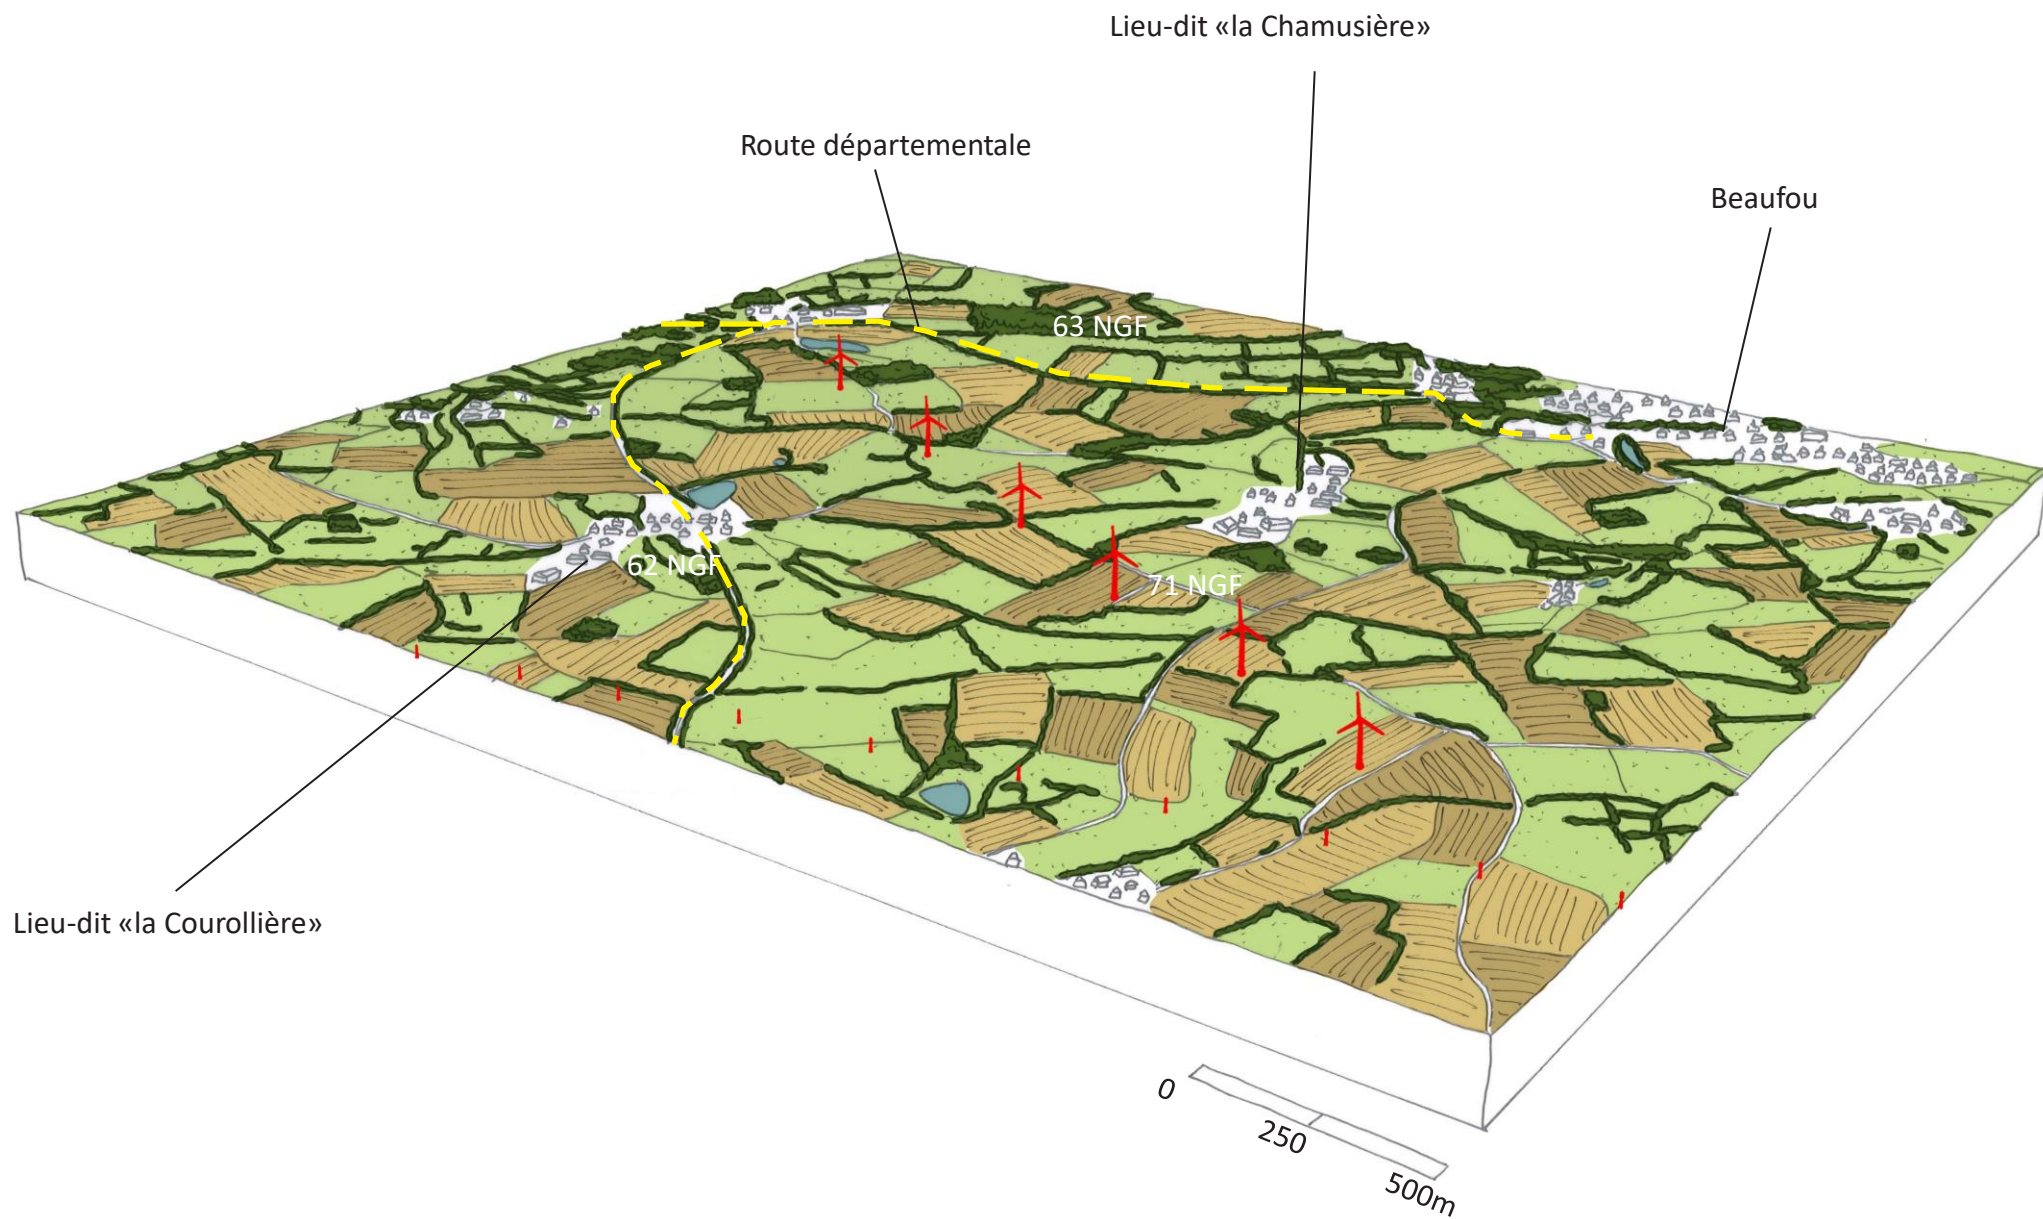 Lieu-dit «la Chamusière»
Route départementale
Beaufou
63 NGF
62 NGF
71 NGF
Lieu-dit «la Courollière»
0
250
500m